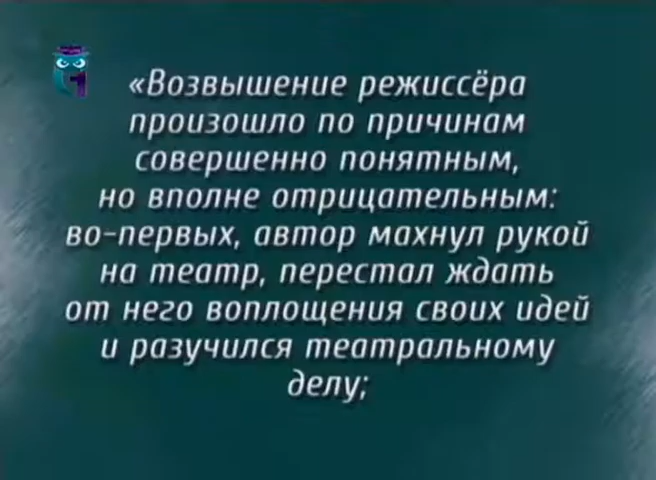 «Возвышение режиссёра
произошло по причинам
совершенно понятным,
но вполне отрицательным:
во-первых, автор махнул рукой
на театр, перестал ждать
от него воплощения своих идей
и разучился театральному
делу;